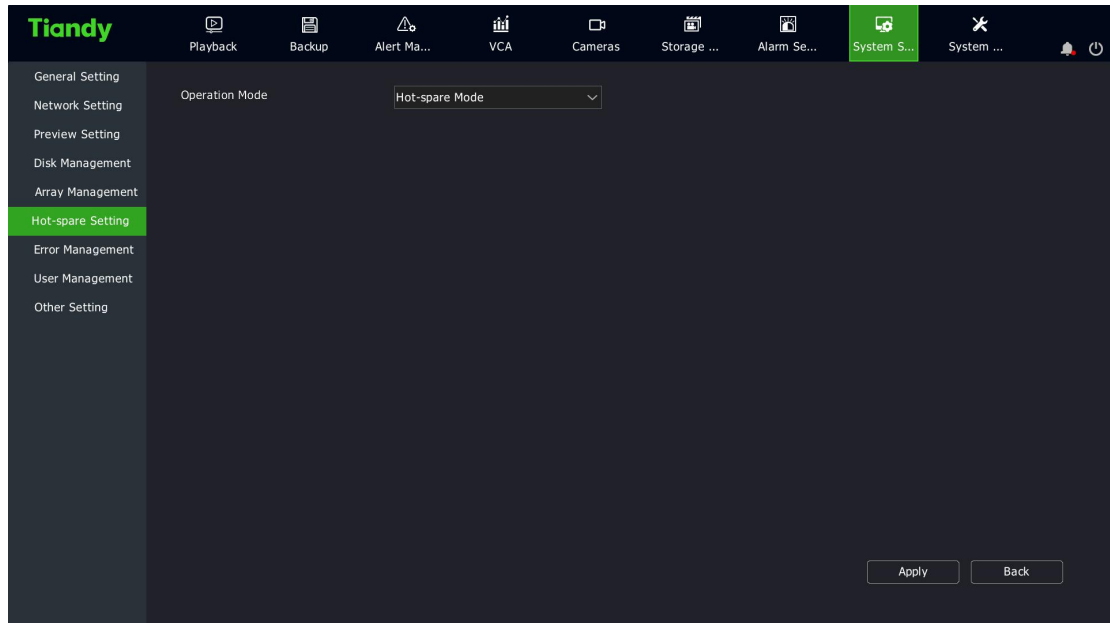 Tiandy
Playback
Backup
Alert Ma...
VCA
Cameras
Storage ...
Alarm Se...
System S...
System ...
General Setting
Network Setting
Preview Setting
Disk Management
Array Management
Hot-spare Setting
Error Management
User Management
Other Setting
Operation Mode
Hot-spare Mode
Apply
Back